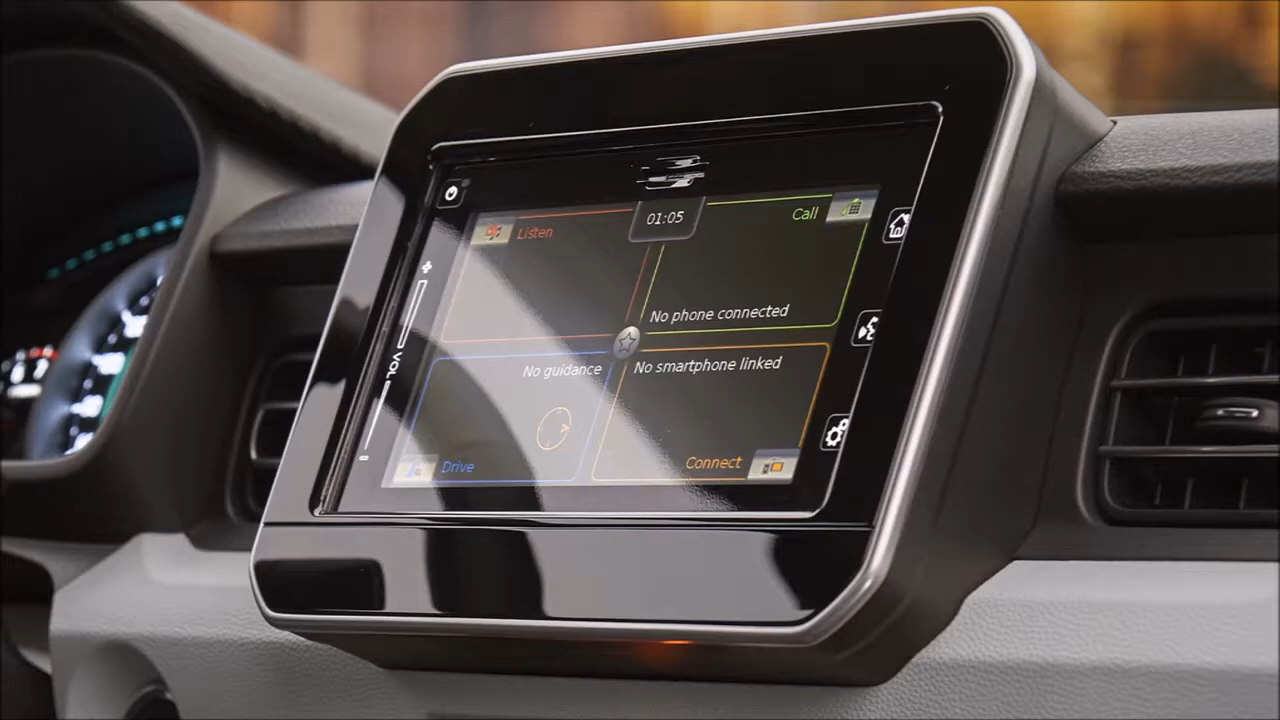 01:05
Listen
Call
No phone connected
VOL
No guidance
No smartphone linked
Drive
Connect